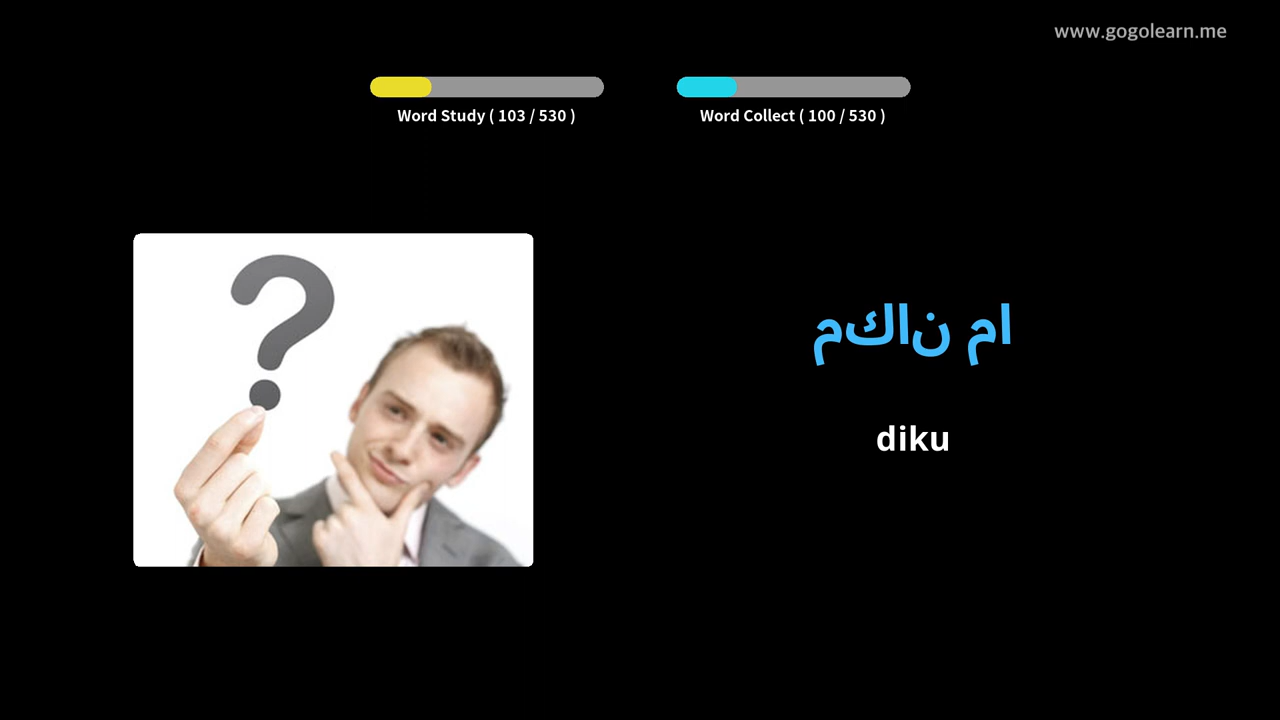 www.gogolearn.me
Word Study ( 103 / 530 )
Word Collect ( 100 / 530 )
مكان ما
diku